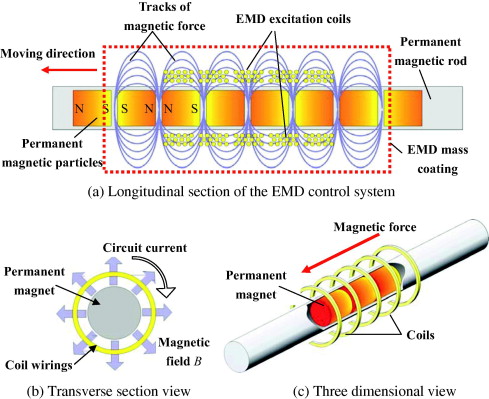 Tracks of
magnetic force
EMD excitation coils
Moving direction
Permanent
magnetic rod
N S S N N S
Permanent
magnetic particles
EMD mass
coating
(a) Longitudinal section of the EMD control system
Circuit current
Permanent
magnet
Magnetic
field B
Coil wirings
(b) Transverse section view
Magnetic force
Permanent
magnet
Coils
(c) Three dimensional view